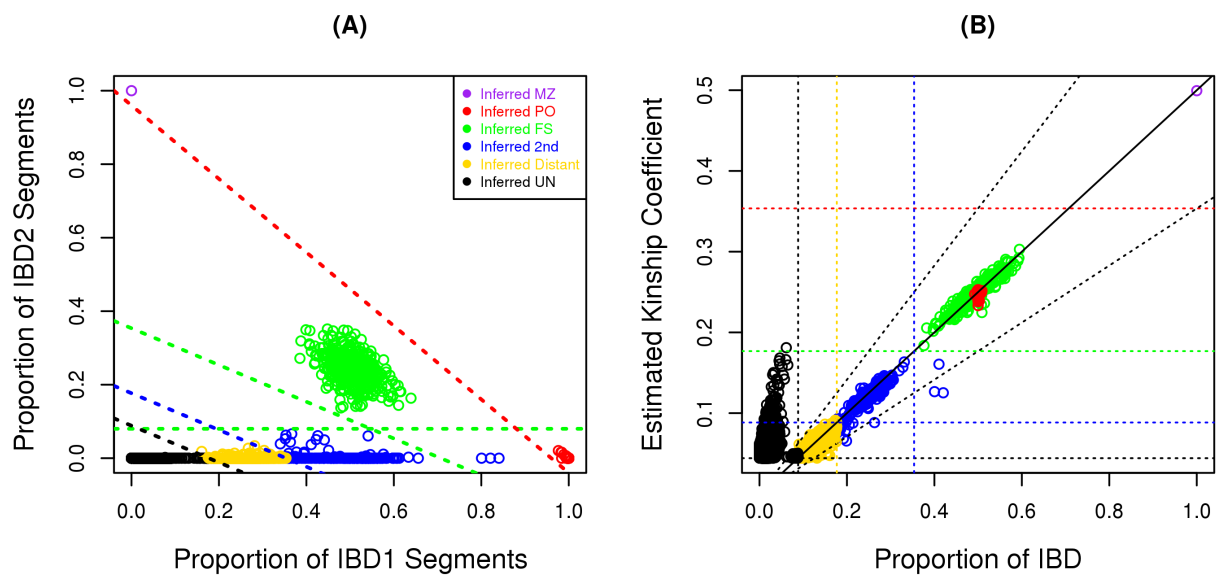 (A)
Proportion of IBD2 Segments
1.0
0.8
0.6
0.4
0.2
0.0
Inferred MZ
Inferred PO
Inferred FS
Inferred 2nd
Inferred Distant
Inferred UN
0.0 0.2 0.4 0.6 0.8 1.0
Proportion of IBD1 Segments
(B)
Estimated Kinship Coefficient
0.5
0.4
0.3
0.2
0.1
0.0 0.2 0.4 0.6 0.8 1.0
Proportion of IBD